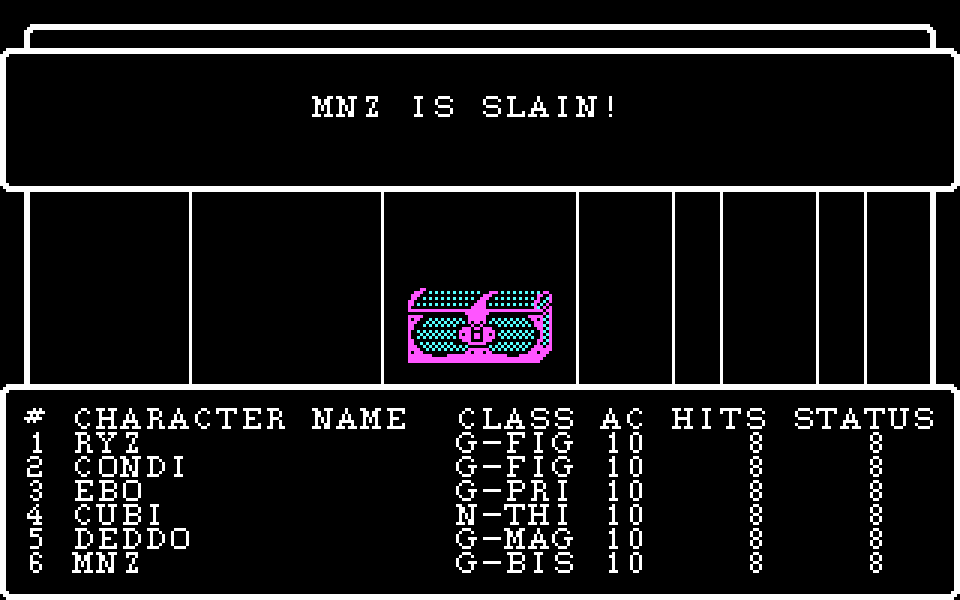 MNZ IS SLAIN!
# CHARACTER NAME CLASS AC HITS STATUS
1 RYZ G-FIG 10 8 8
2 CONDI G-FIG 10 8 8
3 EBO G-PRI 10 8 8
4 CUBI N-THI 10 8 8
5 DEDDO G-MAG 10 8 8
6 MNZ G-BIS 10 8 8